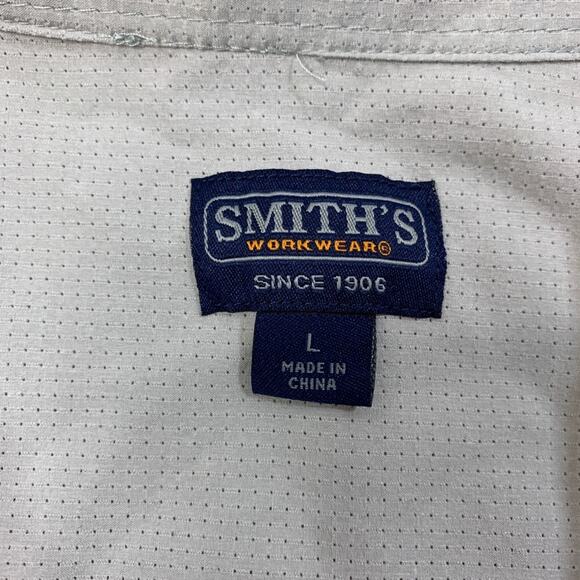 SMITH'S
WORKWEAR
SINCE 1906
L
MADE IN
CHINA